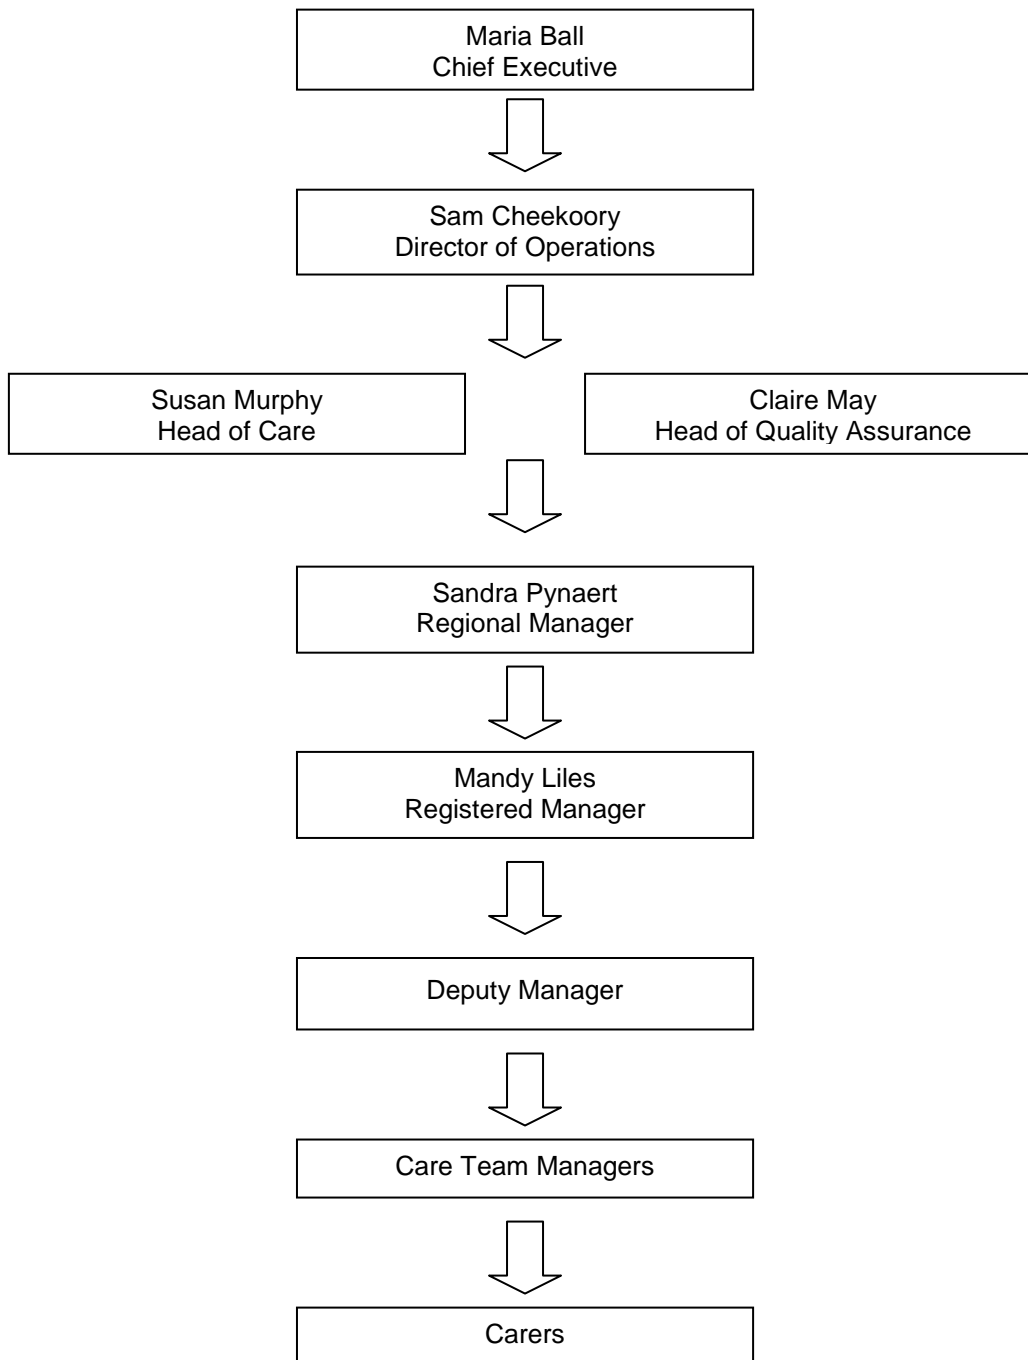 Maria Ball
Chief Executive
Sam Cheekoory
Director of Operations
Susan Murphy
Head of Care
Claire May
Head of Quality Assurance
Sandra Pynaert
Regional Manager
Mandy Liles
Registered Manager
Deputy Manager
Care Team Managers
Carers